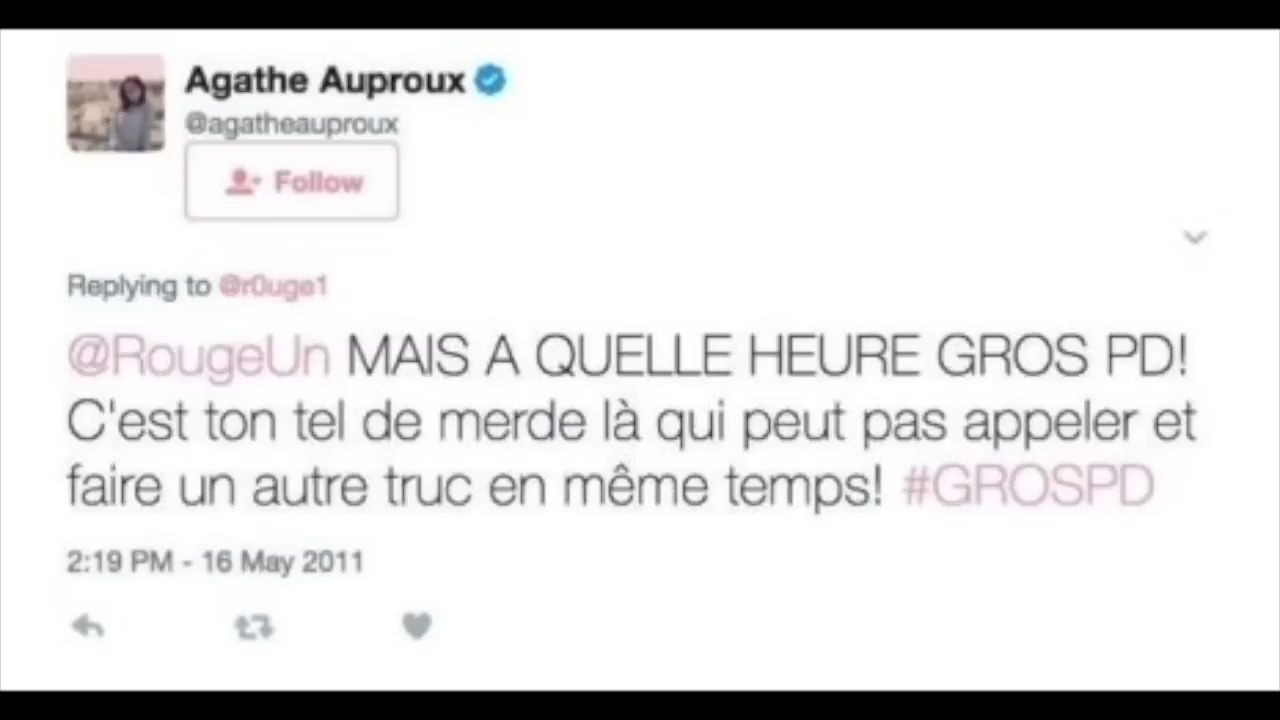 Agathe Auproux
@agatheauproux
Follow
Replying to @r0uge1
@RougeUn MAIS A QUELLE HEURE GROS PD!
C'est ton tel de merde là qui peut pas appeler et
faire un autre truc en même temps! #GROSPD
2:19 PM - 16 May 2011